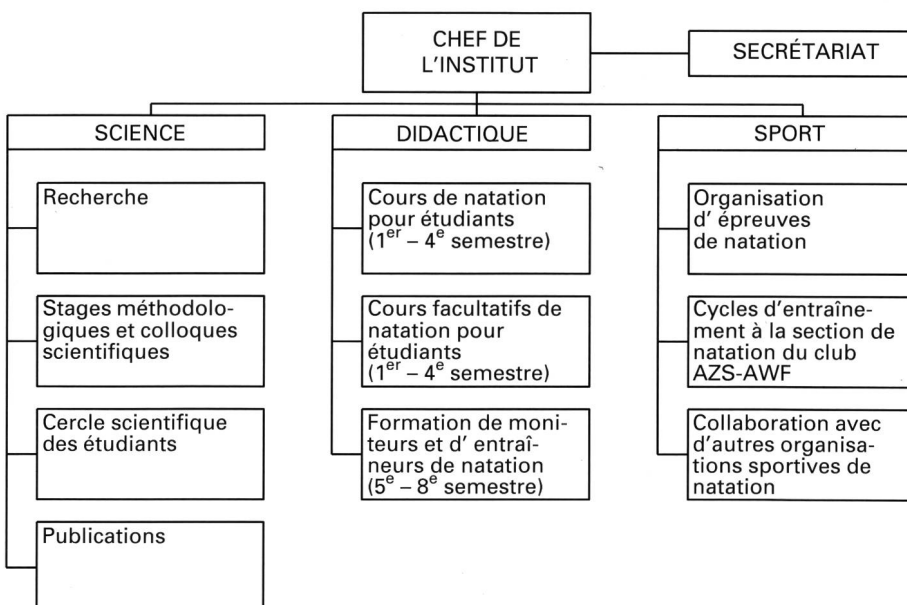 CHEF DE
L'INSTITUT
SECRÉTARIAT
SCIENCE
DIDACTIQUE
SPORT
Recherche
Stages méthodolo-
giques et colloques
scientifiques
Cercle scientifique
des étudiants
Publications
Cours de natation
pour étudiants
(1er – 4e semestre)
Cours facultatifs de
natation pour
étudiants
(1er – 4e semestre)
Formation de moni-
teurs et d' entraî-
neurs de natation
(5e – 8e semestre)
Organisation
d' épreuves
de natation
Cycles d'entraîne-
ment à la section de
natation du club
AZS-AWF
Collaboration avec
d'autres organisa-
tions sportives de
natation